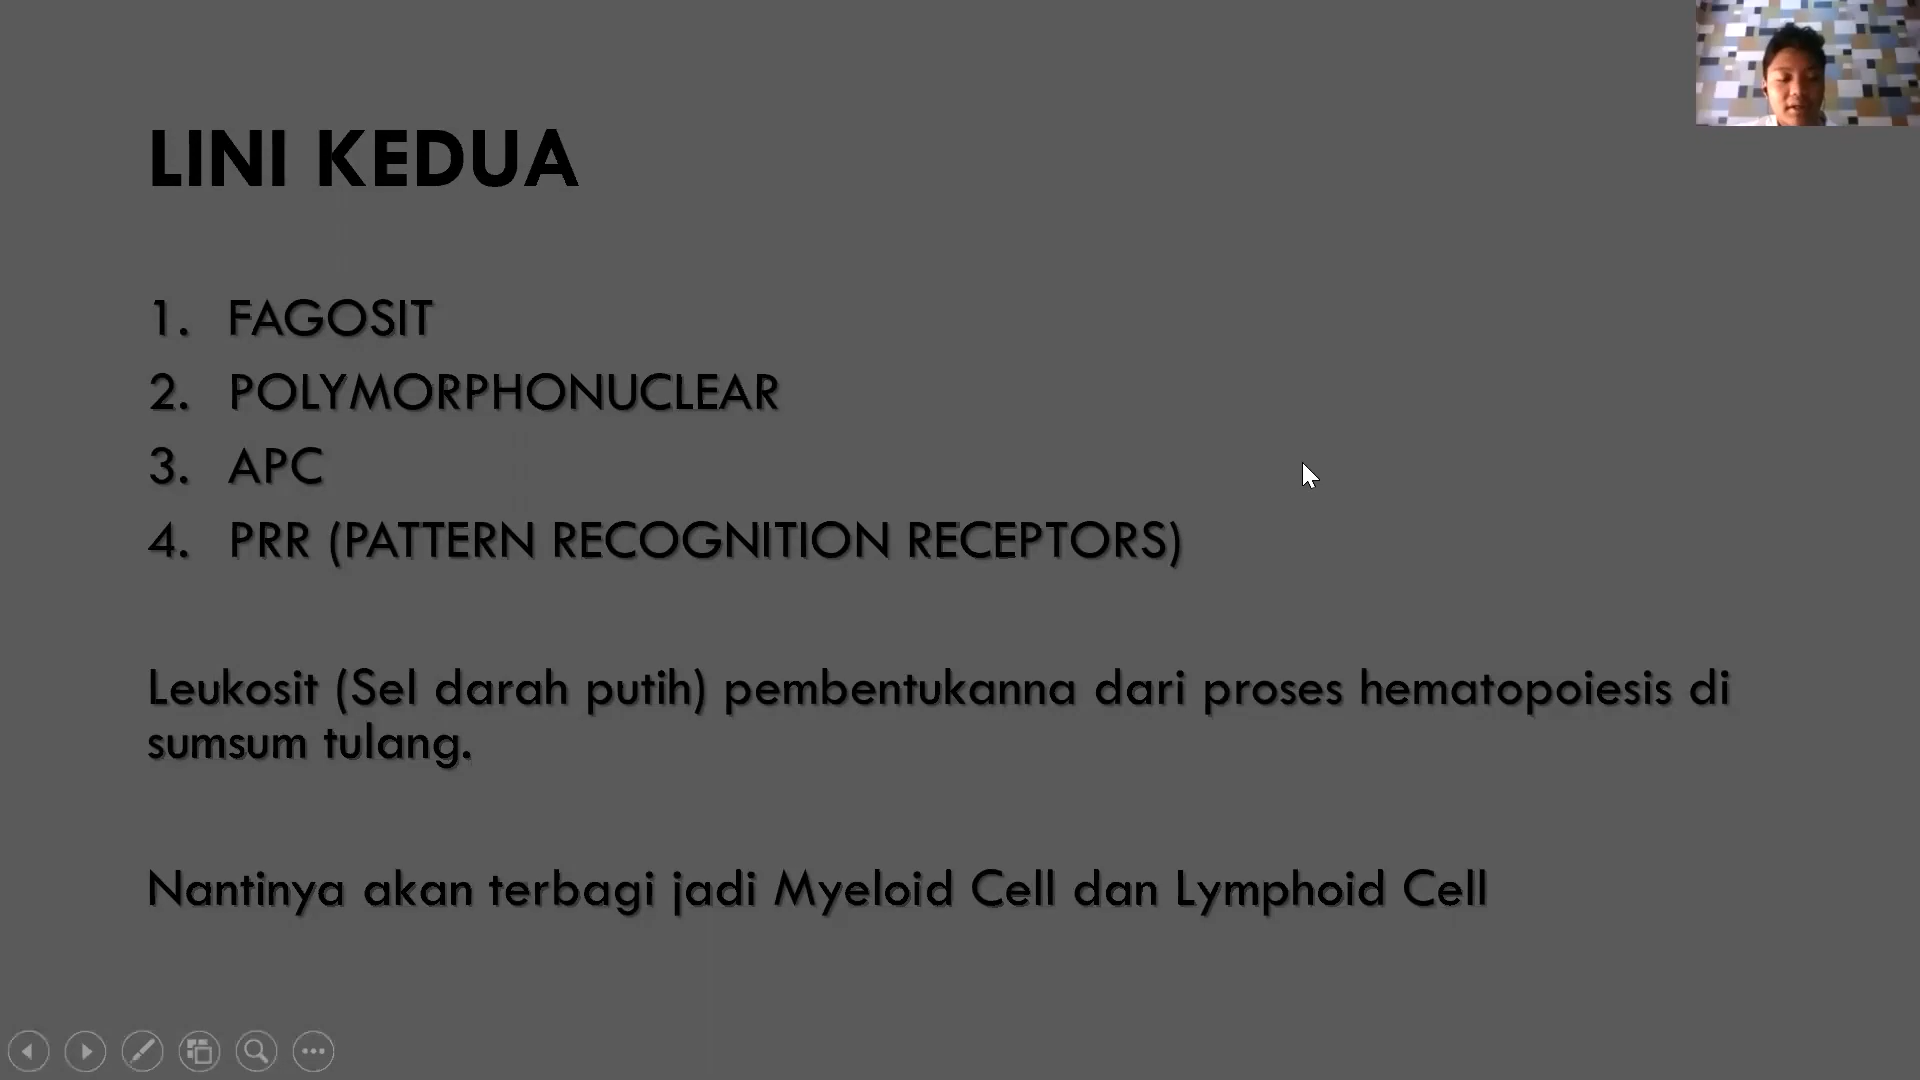 LINI KEDUA
1. FAGOSIT
2. POLYMORPHONUCLEAR
3. APC
4. PRR (PATTERN RECOGNITION RECEPTORS)
Leukosit (Sel darah putih) pembentukanna dari proses hematopoiesis di
sumsum tulang.
Nantinya akan terbagi jadi Myeloid Cell dan Lymphoid Cell